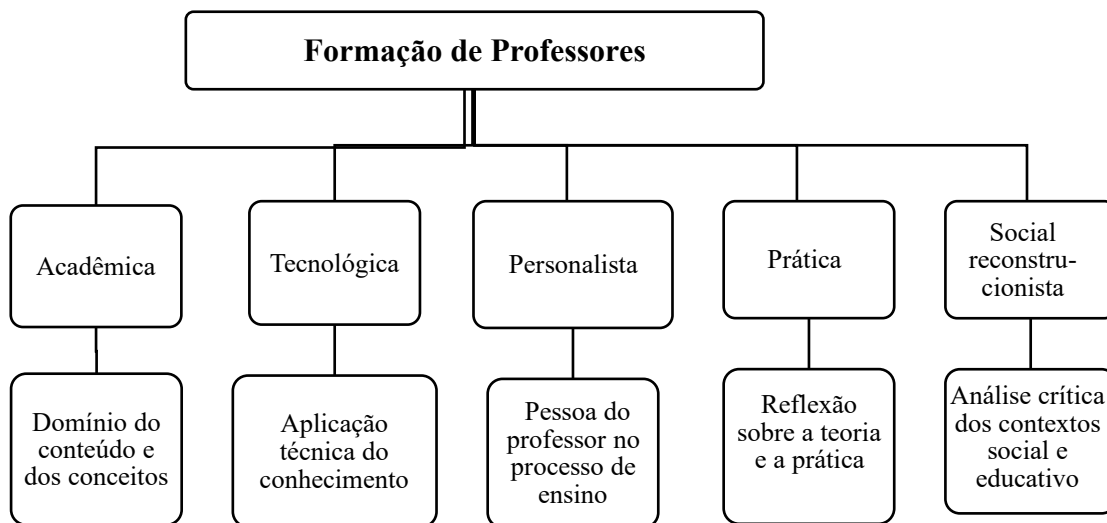 Formação de Professores
Acadêmica
Tecnológica
Personalista
Prática
Social
reconstru-
cionista
Domínio do
conteúdo e
dos conceitos
Aplicação
técnica do
conhecimento
Pessoa do
professor no
processo de
ensino
Reflexão
sobre a teoria
e a prática
Análise crítica
dos contextos
social e
educativo